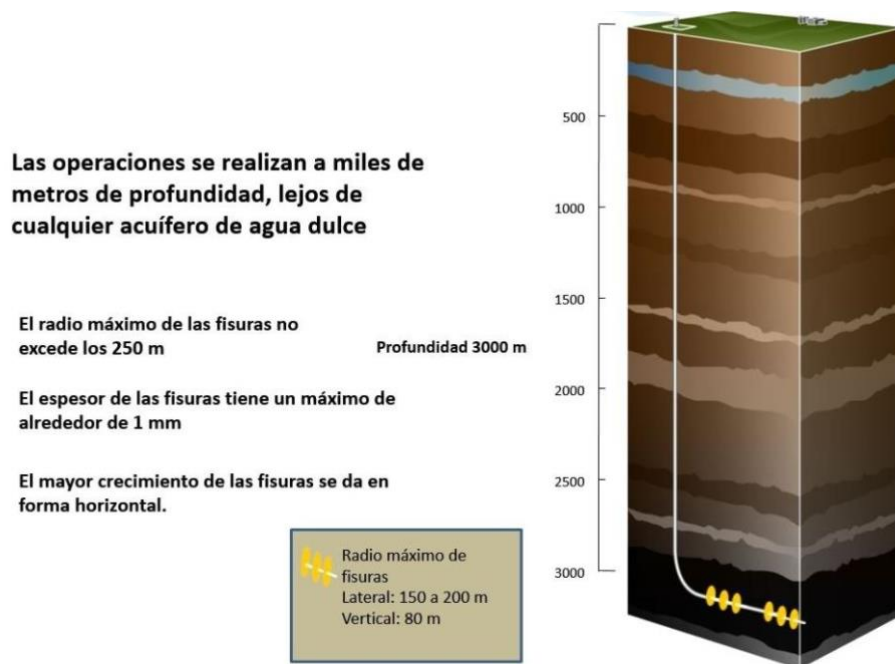 Las operaciones se realizan a miles de
metros de profundidad, lejos de
cualquier acuífero de agua dulce
El radio máximo de las fisuras no
excede los 250 m
Profundidad 3000 m
El espesor de las fisuras tiene un máximo de
alrededor de 1 mm
El mayor crecimiento de las fisuras se da en
forma horizontal.
Radio máximo de
fisuras
Lateral: 150 a 200 m
Vertical: 80 m
0
500
1000
1500
2000
2500
3000